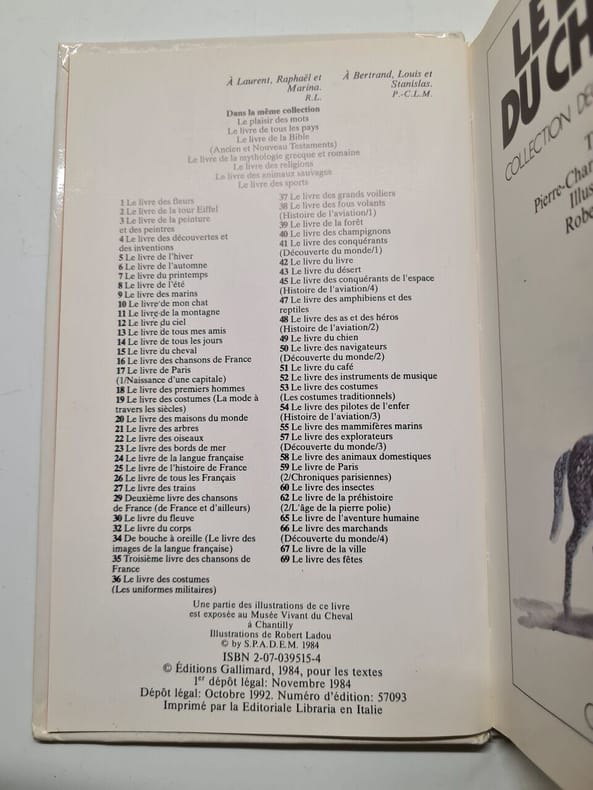 À Laurent, Raphaël et
Marina.
R.L.
À Bertrand, Louis et
Stanislas.
P.-C.L.M.
Dans la même collection
Le plaisir des mots
Le livre de tous les pays
Le livre de la Bible
(Ancien et Nouveau Testaments)
Le livre de la mythologie grecque et romaine
Le livre des religions
Le livre des animaux sauvages
Le livre des sports
1 Le livre des fleurs
2 Le livre de la tour Eiffel
3 Le livre de la peinture
et des peintres
4 Le livre des découvertes et
des inventions
5 Le livre de l'hiver
6 Le livre de l'automne
7 Le livre du printemps
8 Le livre de l'été
9 Le livre des marins
10 Le livre de mon chat
11 Le livre de la montagne
12 Le livre du ciel
13 Le livre de tous mes amis
14 Le livre de tous les jours
15 Le livre du cheval
16 Le livre des chansons de France
17 Le livre de Paris
(1/Naissance d'une capitale)
18 Le livre des premiers hommes
19 Le livre des costumes (La mode à
travers les siècles)
20 Le livre des maisons du monde
21 Le livre des arbres
22 Le livre des oiseaux
23 Le livre des bords de mer
24 Le livre de la langue française
25 Le livre de l'histoire de France
26 Le livre de tous les Français
27 Le livre des trains
29 Deuxième livre des chansons
de France (de France et d'ailleurs)
30 Le livre du fleuve
32 Le livre du corps
34 De bouche à oreille (Le livre des
images de la langue française)
35 Troisième livre des chansons de
France
36 Le livre des costumes
(Les uniformes militaires)
37 Le livre des grands voiliers
38 Le livre des fous volants
(Histoire de l'aviation/1)
39 Le livre de la forêt
40 Le livre des champignons
41 Le livre des conquérants
(Découverte du monde/1)
42 Le livre du livre
43 Le livre du désert
45 Le livre des conquérants de l'espace
(Histoire de l'aviation/4)
47 Le livre des amphibiens et des
reptiles
48 Le livre des as et des héros
(Histoire de l'aviation/2)
49 Le livre du chien
50 Le livre des navigateurs
(Découverte du monde/2)
51 Le livre du café
52 Le livre des instruments de musique
53 Le livre des costumes
(Les costumes traditionnels)
54 Le livre des pilotes de l'enfer
(Histoire de l'aviation/3)
55 Le livre des mammifères marins
57 Le livre des explorateurs
(Découverte du monde/3)
58 Le livre des animaux domestiques
59 Le livre de Paris
(2/Chroniques parisiennes)
60 Le livre des insectes
62 Le livre de la préhistoire
(2/L'âge de la pierre polie)
65 Le livre de l'aventure humaine
66 Le livre des marchands
(Découverte du monde/4)
67 Le livre de la ville
69 Le livre des fêtes
Une partie des illustrations de ce livre
est exposée au Musée Vivant du Cheval
à Chantilly
Illustrations de Robert Ladou
© by S.P.A.D.E.M. 1984
ISBN 2-07-039515-4
© Éditions Gallimard, 1984, pour les textes
1er dépôt légal: Novembre 1984
Dépôt légal: Octobre 1992. Numéro d'édition: 57093
Imprimé par la Editoriale Libraria en Italie
LE
DU CH
COLLECTION DE
Pierre-Char
Illus
Robe